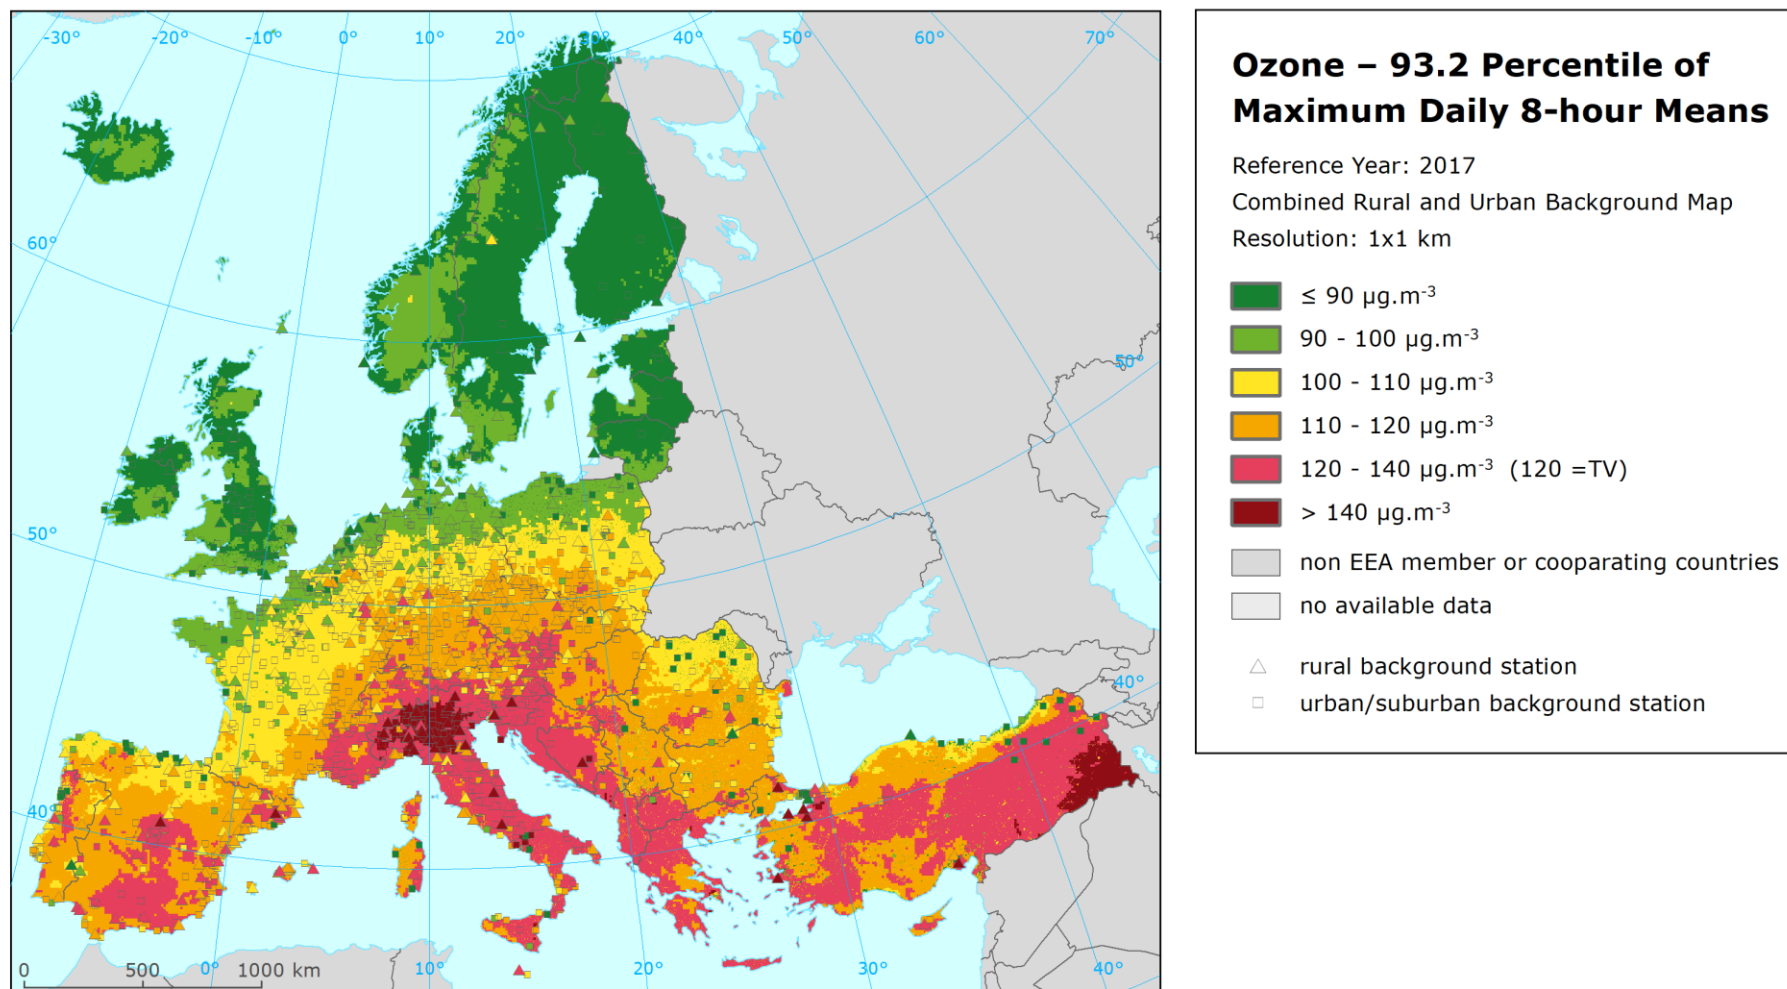 -30° -20° -10° 0° 10° 20° 30° 40° 50° 60° 70°
60°
50°
50°
40°
40°
0 500 1000 km
0° 10° 20° 30° 40°
Ozone – 93.2 Percentile of
Maximum Daily 8-hour Means
Reference Year: 2017
Combined Rural and Urban Background Map
Resolution: 1x1 km
≤ 90 µg.m⁻³
90 - 100 µg.m⁻³
100 - 110 µg.m⁻³
110 - 120 µg.m⁻³
120 - 140 µg.m⁻³ (120 =TV)
> 140 µg.m⁻³
non EEA member or cooparating countries
no available data
rural background station
urban/suburban background station